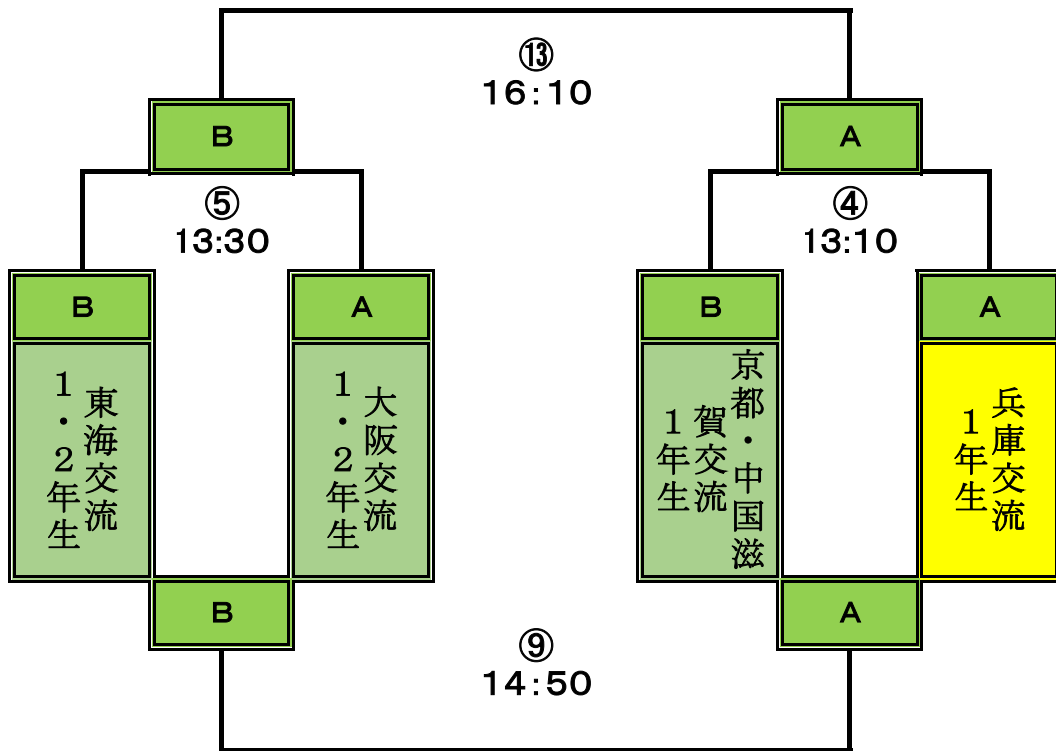 ⑬
16:10
B
A
⑤
13:30
④
13:10
B
A
B
A
東海交流
1・2年生
大阪交流
1・2年生
京都・中国滋
賀交流
1年生
兵庫交流
1年生
B
A
⑨
14:50